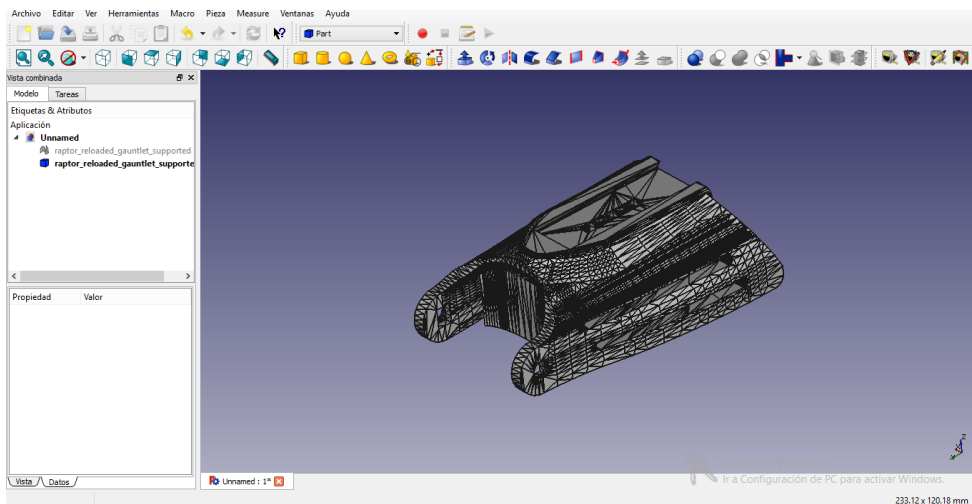 Archivo Editar Ver Herramientas Macro Pieza Measure Ventanas Ayuda
Part
Vista combinada
Modelo Tareas
Etiquetas & Atributos
Aplicación
Unnamed
raptor_reloaded_gauntlet_supported
raptor_reloaded_gauntlet_supporte
Propiedad Valor
Vista Datos
Unnamed : 1*
Z
Ir a Configuración de PC para activar Windows.
233.12 x 120.18 mm